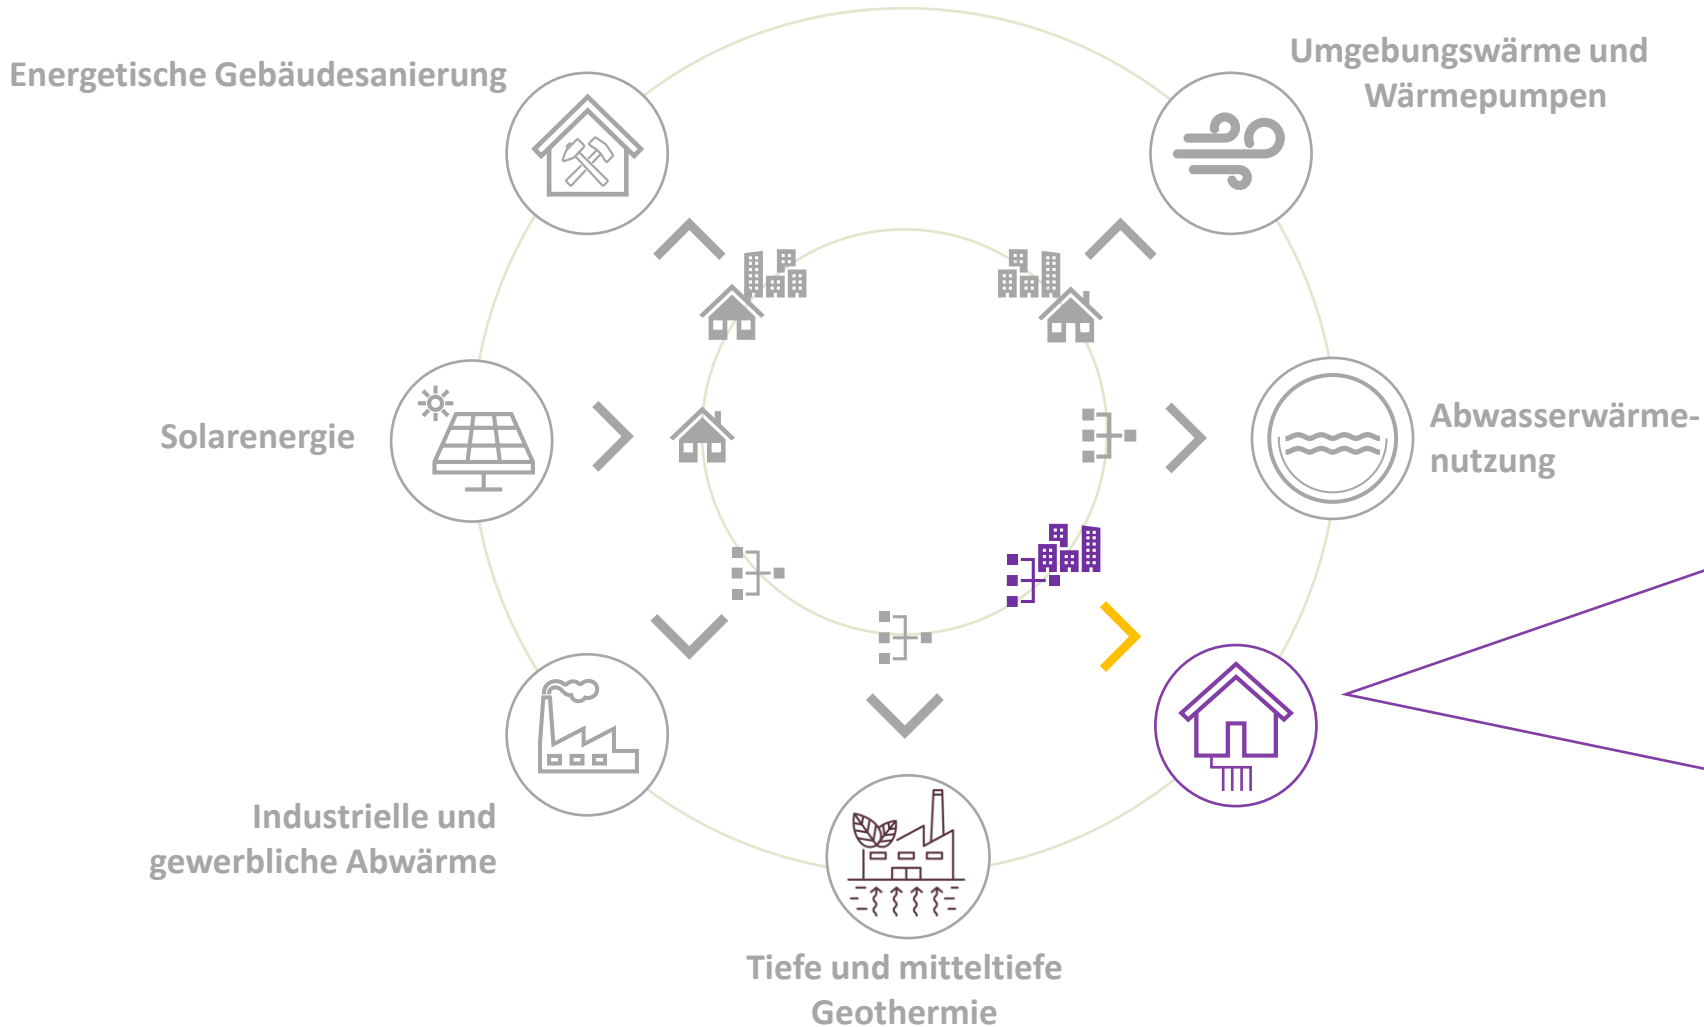 Energetische Gebäudesanierung
Umgebungswärme und
Wärmepumpen
Solarenergie
Abwasserwärme-
nutzung
Industrielle und
gewerbliche Abwärme
Tiefe und mitteltiefe
Geothermie